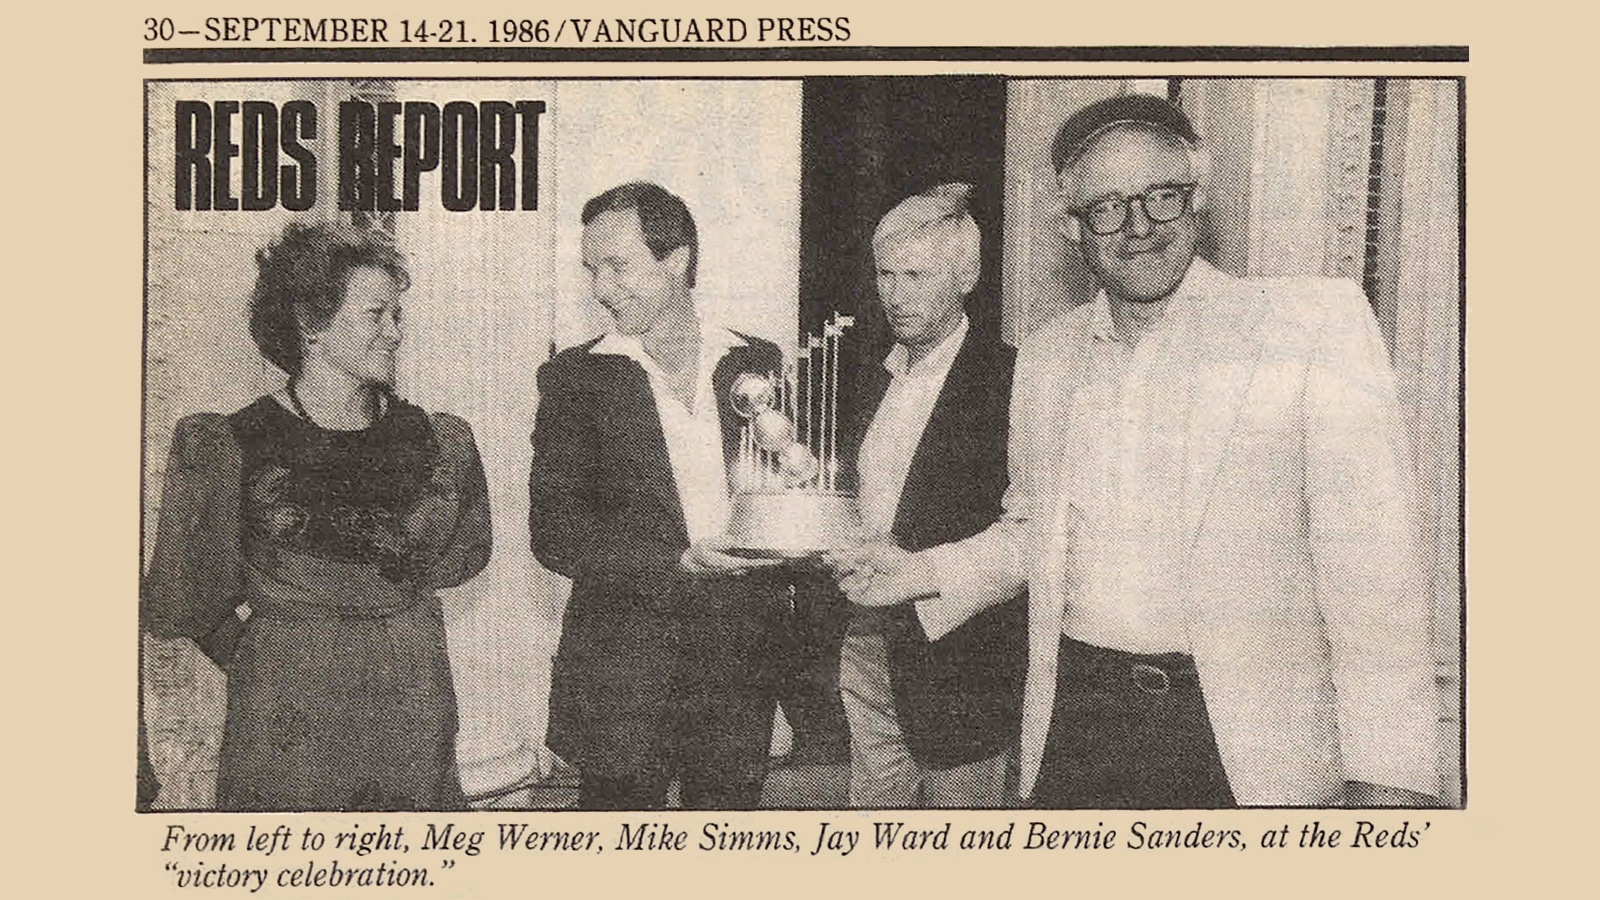 30—SEPTEMBER 14-21. 1986/VANGUARD PRESS
REDS REPORT
From left to right, Meg Werner, Mike Simms, Jay Ward and Bernie Sanders, at the Reds’
“victory celebration.”